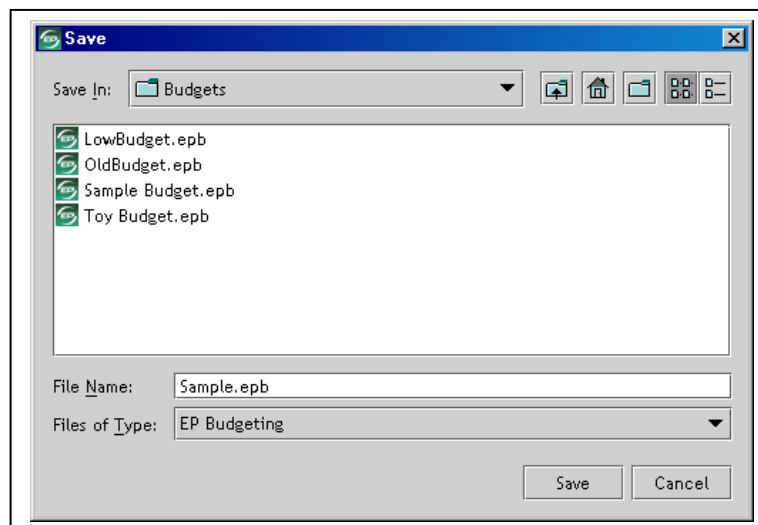 Save
Save In: Budgets
LowBudget.epb
OldBudget.epb
Sample Budget.epb
Toy Budget.epb
File Name: Sample.epb
Files of Type: EP Budgeting
Save Cancel